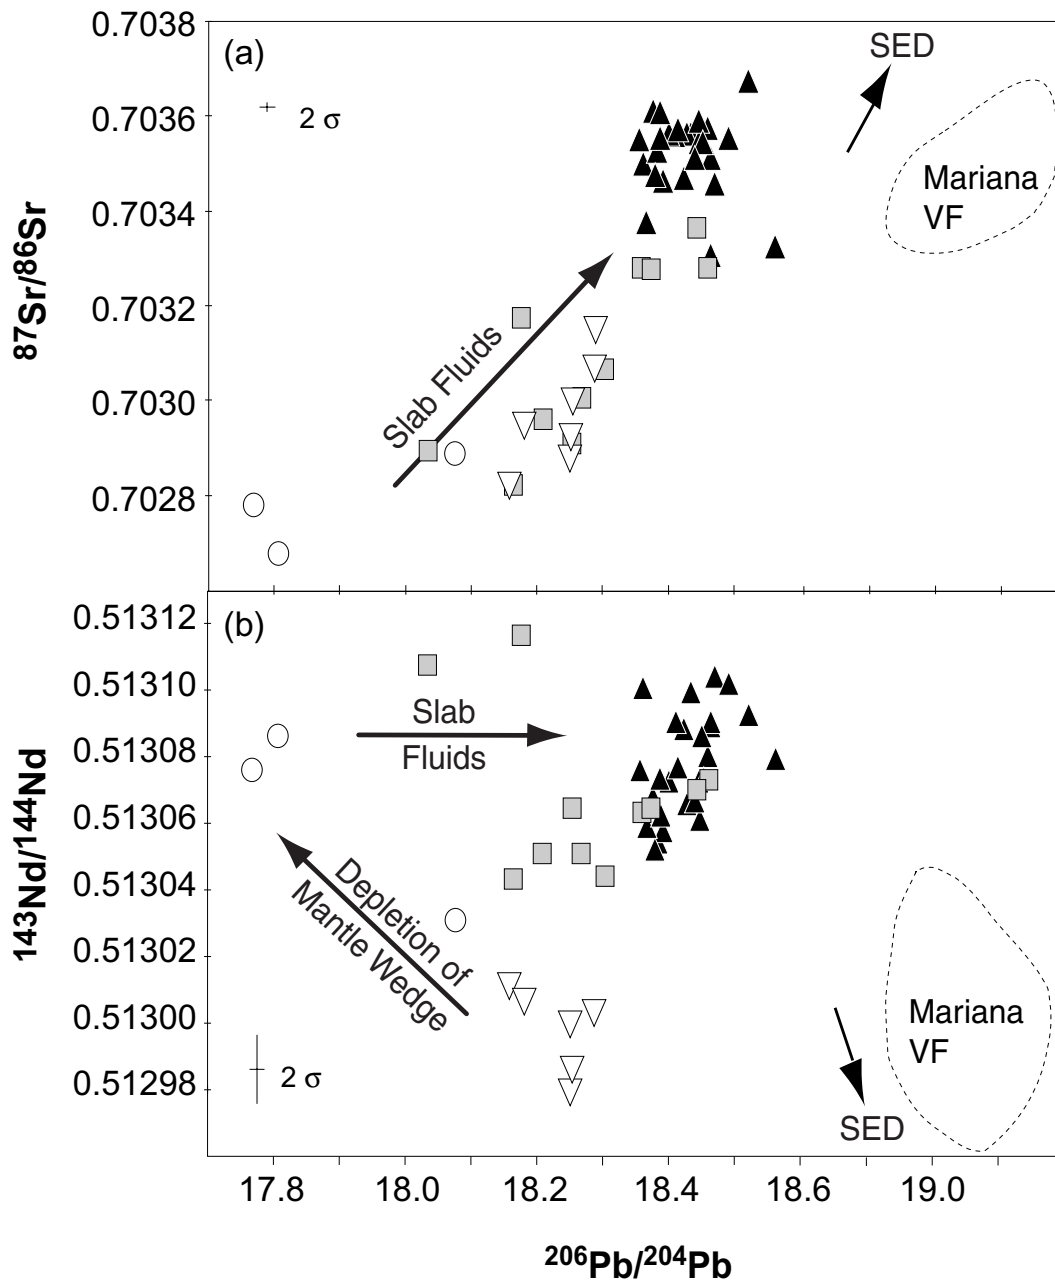 (a)
SED
2 σ
Mariana
VF
Slab Fluids
0.7038
0.7036
0.7034
0.7032
0.7030
0.7028
87Sr/86Sr
(b)
Slab
Fluids
Depletion of
Mantle Wedge
2 σ
Mariana
VF
SED
0.51312
0.51310
0.51308
0.51306
0.51304
0.51302
0.51300
0.51298
143Nd/144Nd
17.8 18.0 18.2 18.4 18.6 19.0
206Pb/204Pb